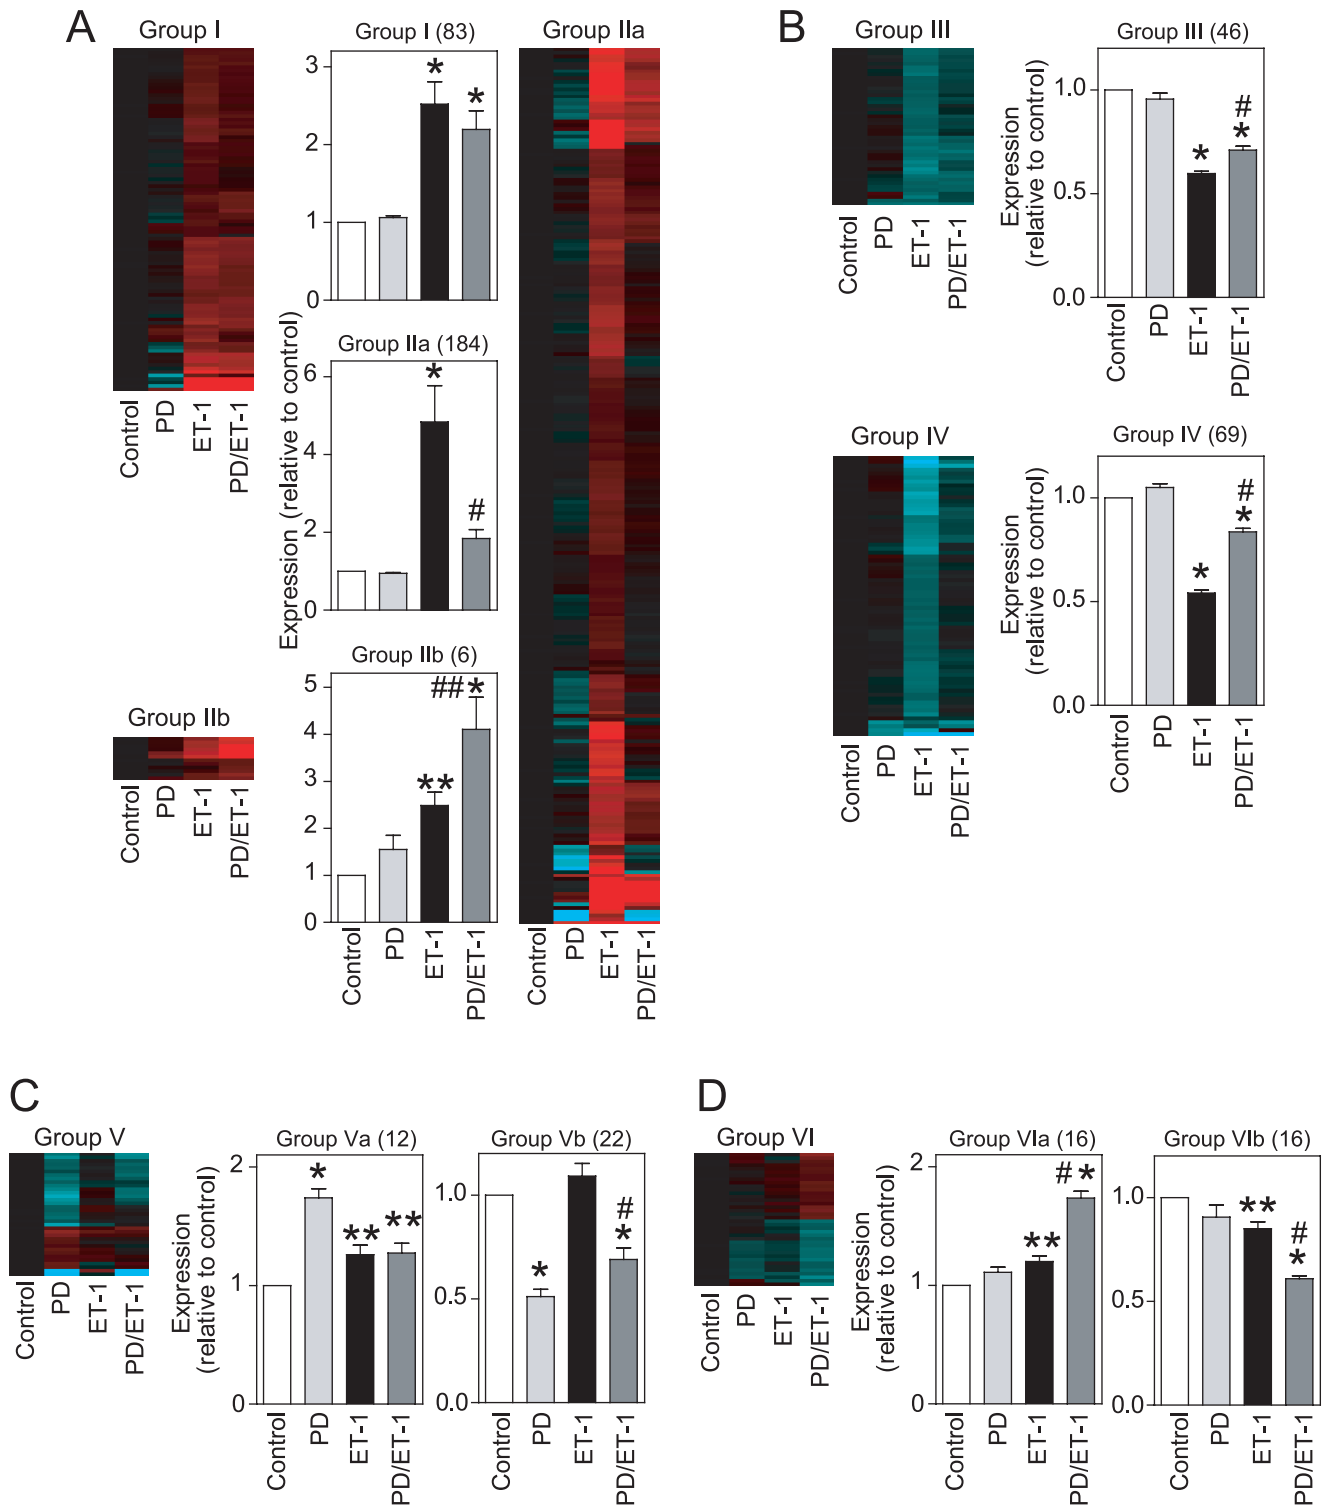 A
Group I
Control
PD
ET-1
PD/ET-1
Group IIb
Control
PD
ET-1
PD/ET-1
Expression (relative to control)
Group I (83)
3
2
1
0
*
*
Group IIa (184)
6
4
2
0
*
#
Group IIb (6)
5
4
3
2
1
0
**
##*
Control
PD
ET-1
PD/ET-1
Group IIa
Control
PD
ET-1
PD/ET-1
B
Group III
Control
PD
ET-1
PD/ET-1
Group III (46)
Expression
(relative to control)
1.0
0.5
0.0
*
#
*
Control
PD
ET-1
PD/ET-1
Group IV
Control
PD
ET-1
PD/ET-1
Group IV (69)
Expression
(relative to control)
1.0
0.5
0.0
*
#
*
Control
PD
ET-1
PD/ET-1
C
Group V
Control
PD
ET-1
PD/ET-1
Group Va (12)
Expression
(relative to control)
2
1
0
*
**
**
Control
PD
ET-1
PD/ET-1
Group Vb (22)
1.0
0.5
0.0
*
#
*
Control
PD
ET-1
PD/ET-1
D
Group VI
Control
PD
ET-1
PD/ET-1
Group VIa (16)
Expression
(relative to control)
2
1
0
**
#*
Control
PD
ET-1
PD/ET-1
Group VIb (16)
1.0
0.5
0.0
**
#
*
Control
PD
ET-1
PD/ET-1